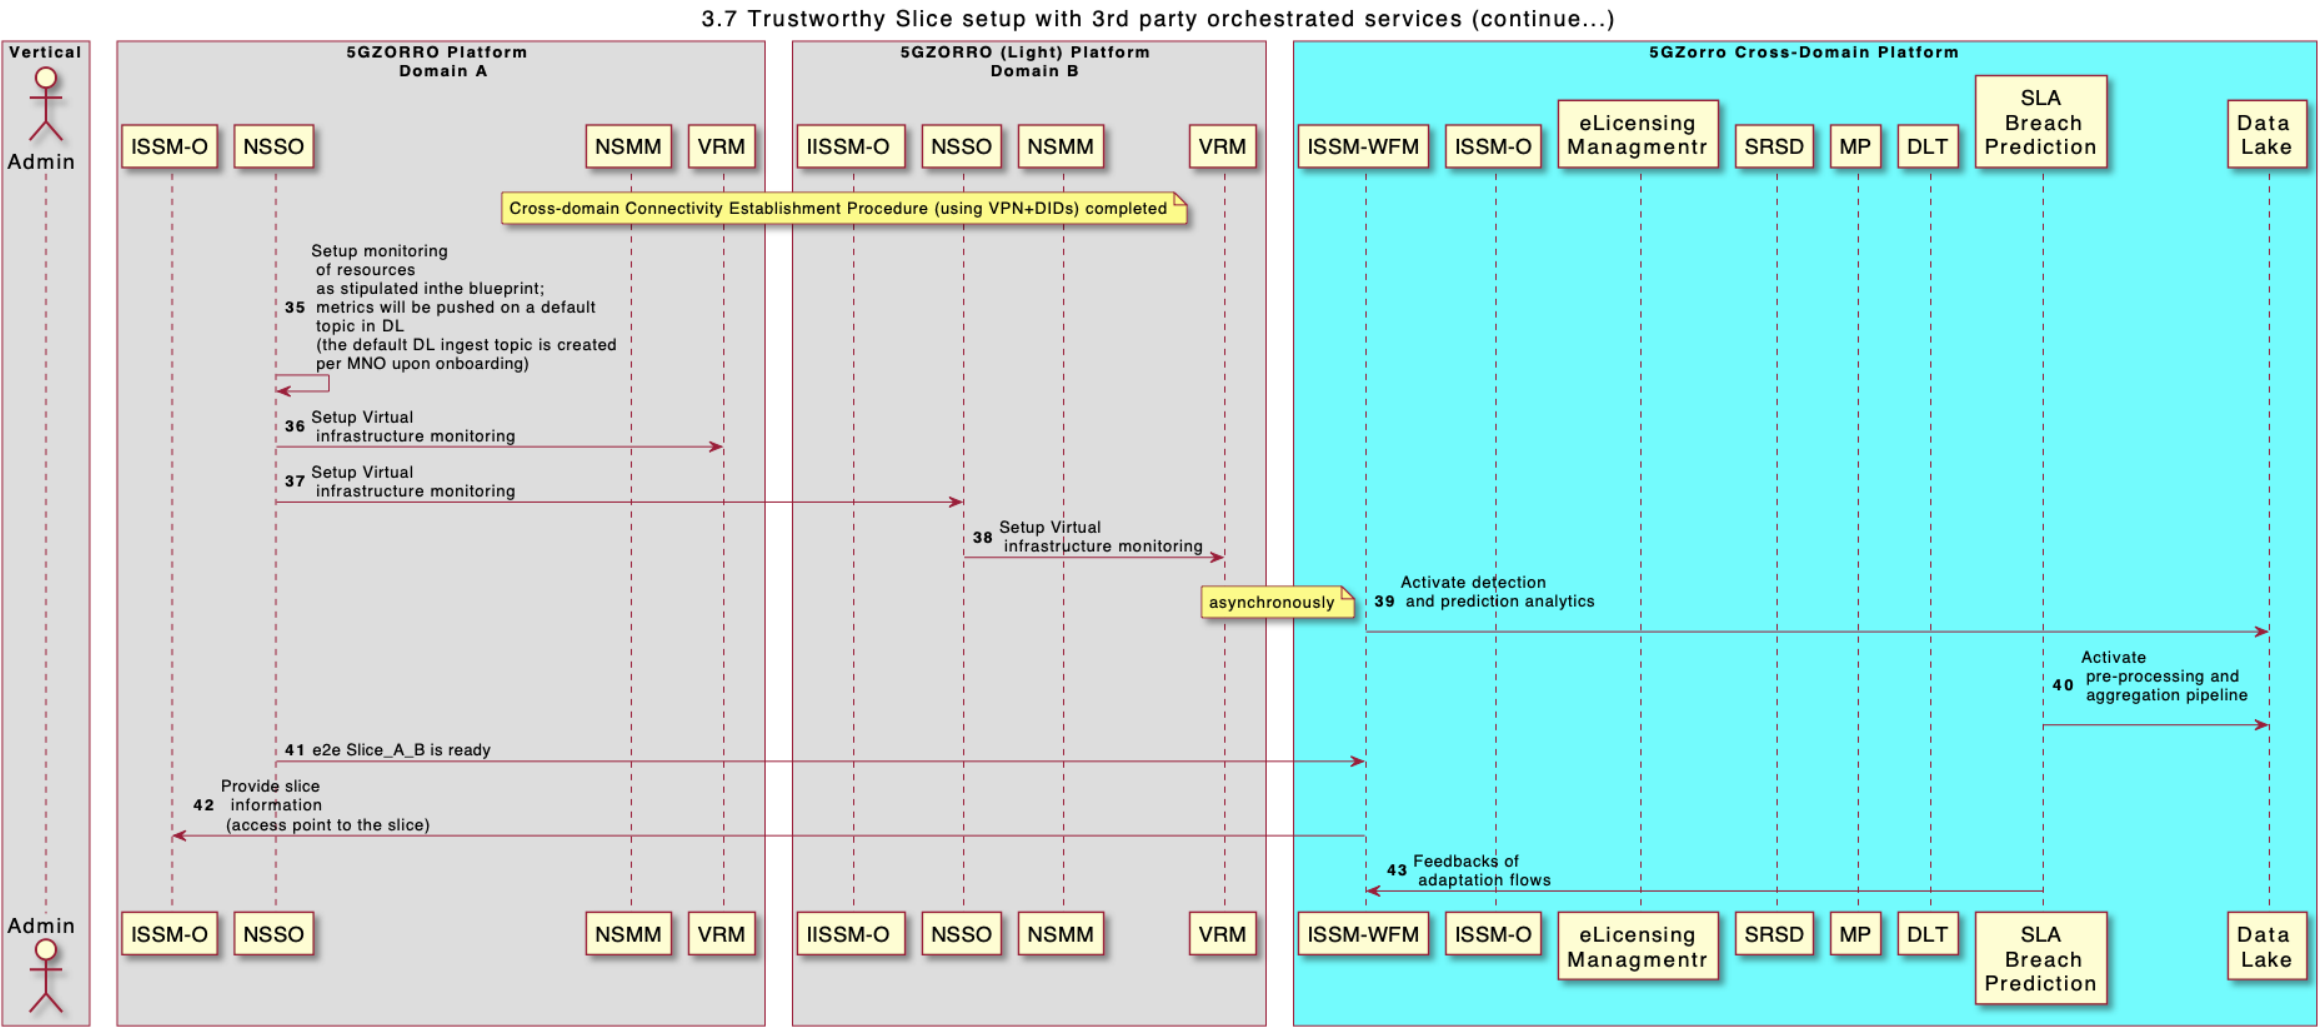 3.7 Trustworthy Slice setup with 3rd party orchestrated services (continue...)
Vertical
5GZORRO Platform
Domain A
5GZORRO (Light) Platform
Domain B
5GZorro Cross-Domain Platform
Admin
ISSM-O
NSSO
NSMM
VRM
IISSM-O
NSSO
NSMM
VRM
ISSM-WFM
ISSM-O
eLicensing
Managmentr
SRSD
MP
DLT
SLA
Breach
Prediction
Data
Lake
Cross-domain Connectivity Establishment Procedure (using VPN+DIDs) completed
Setup monitoring
of resources
as stipulated inthe blueprint;
35 metrics will be pushed on a default
topic in DL
(the default DL ingest topic is created
per MNO upon onboarding)
36 Setup Virtual
infrastructure monitoring
37 Setup Virtual
infrastructure monitoring
38 Setup Virtual
infrastructure monitoring
asynchronously
Activate detection
39 and prediction analytics
Activate
40 pre-processing and
aggregation pipeline
41 e2e Slice_A_B is ready
Provide slice
42 information
(access point to the slice)
43 Feedbacks of
adaptation flows
Admin
ISSM-O
NSSO
NSMM
VRM
IISSM-O
NSSO
NSMM
VRM
ISSM-WFM
ISSM-O
eLicensing
Managmentr
SRSD
MP
DLT
SLA
Breach
Prediction
Data
Lake